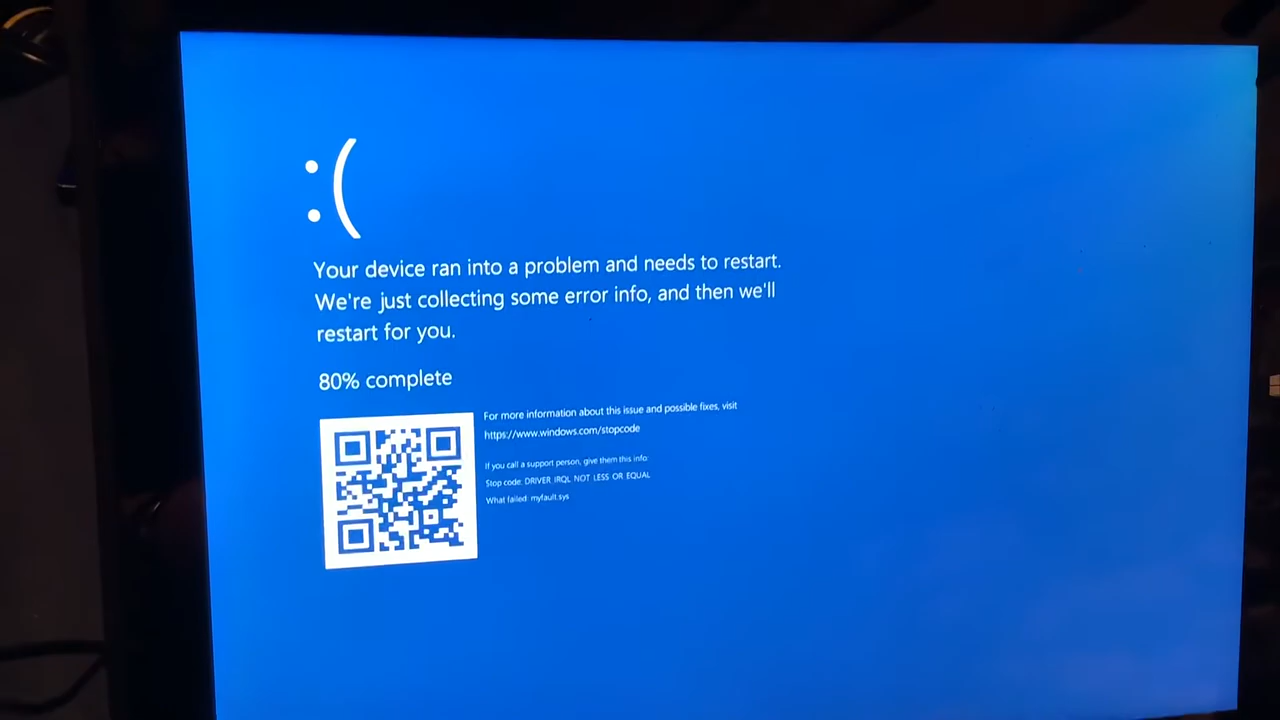 :(
Your device ran into a problem and needs to restart.
We're just collecting some error info, and then we'll
restart for you.
80% complete
For more information about this issue and possible fixes, visit
https://www.windows.com/stopcode
If you call a support person, give them this info:
Stop code: DRIVER IRQL NOT LESS OR EQUAL
What failed: myfault.sys